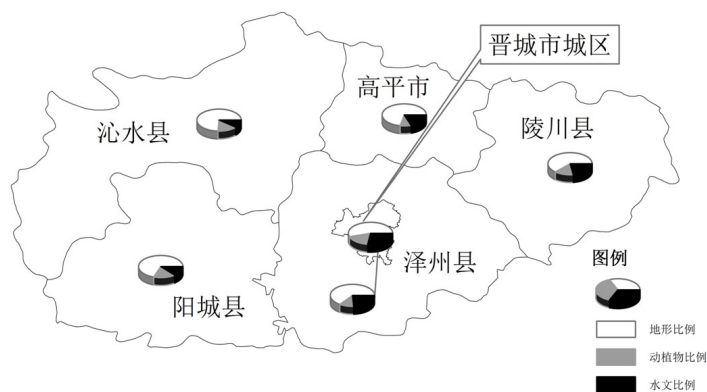 晋城市城区
高平市
沁水县
陵川县
泽州县
阳城县
图例
地形比例
动植物比例
水文比例